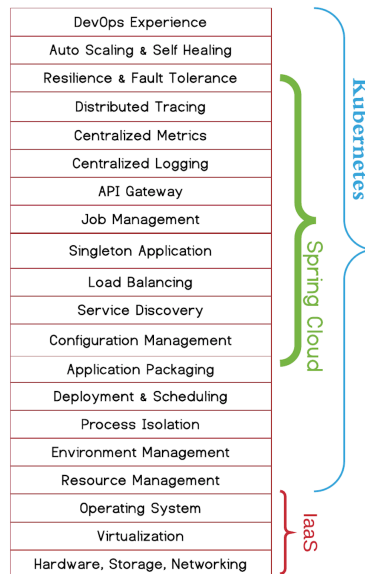 DevOps Experience
Auto Scaling & Self Healing
Resilience & Fault Tolerance
Distributed Tracing
Centralized Metrics
Centralized Logging
API Gateway
Job Management
Singleton Application
Load Balancing
Service Discovery
Configuration Management
Application Packaging
Deployment & Scheduling
Process Isolation
Environment Management
Resource Management
Operating System
Virtualization
Hardware, Storage, Networking
Spring Cloud
Kubernetes
IaaS